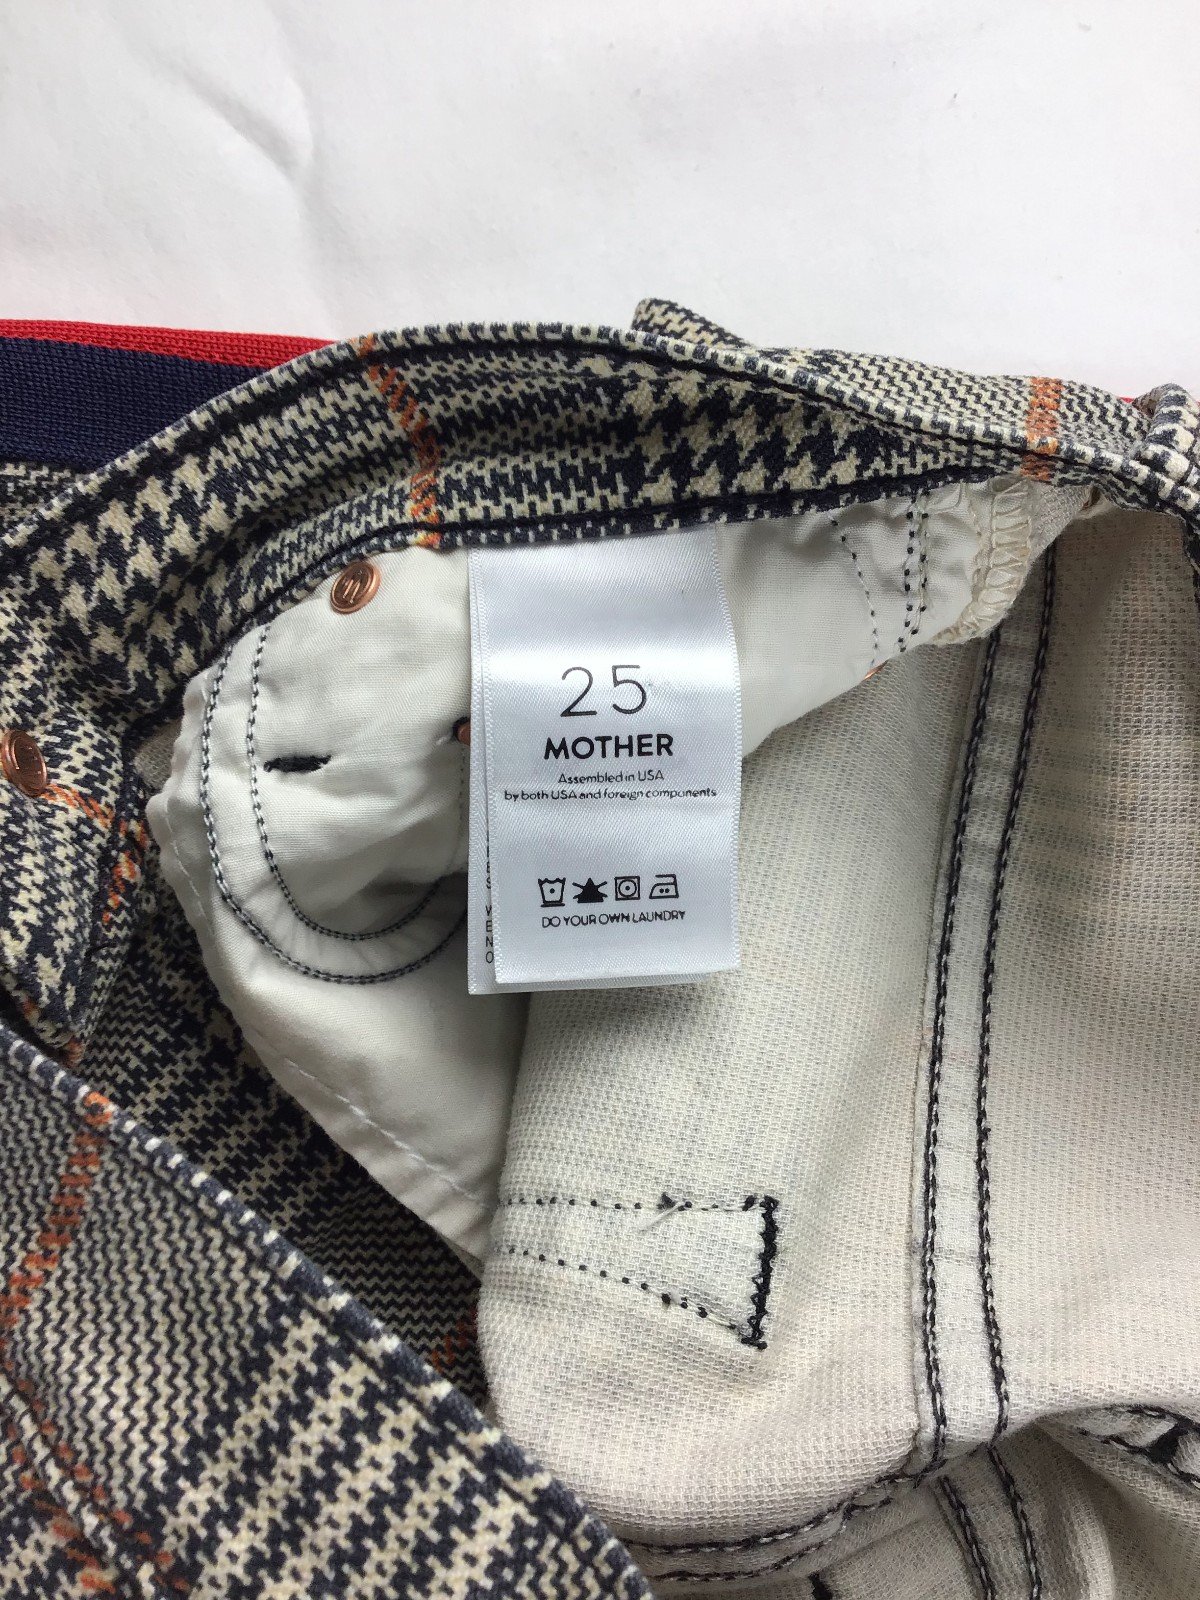 25
MOTHER
Assembled in USA
by both USA and foreign components
DO YOUR OWN LAUNDRY